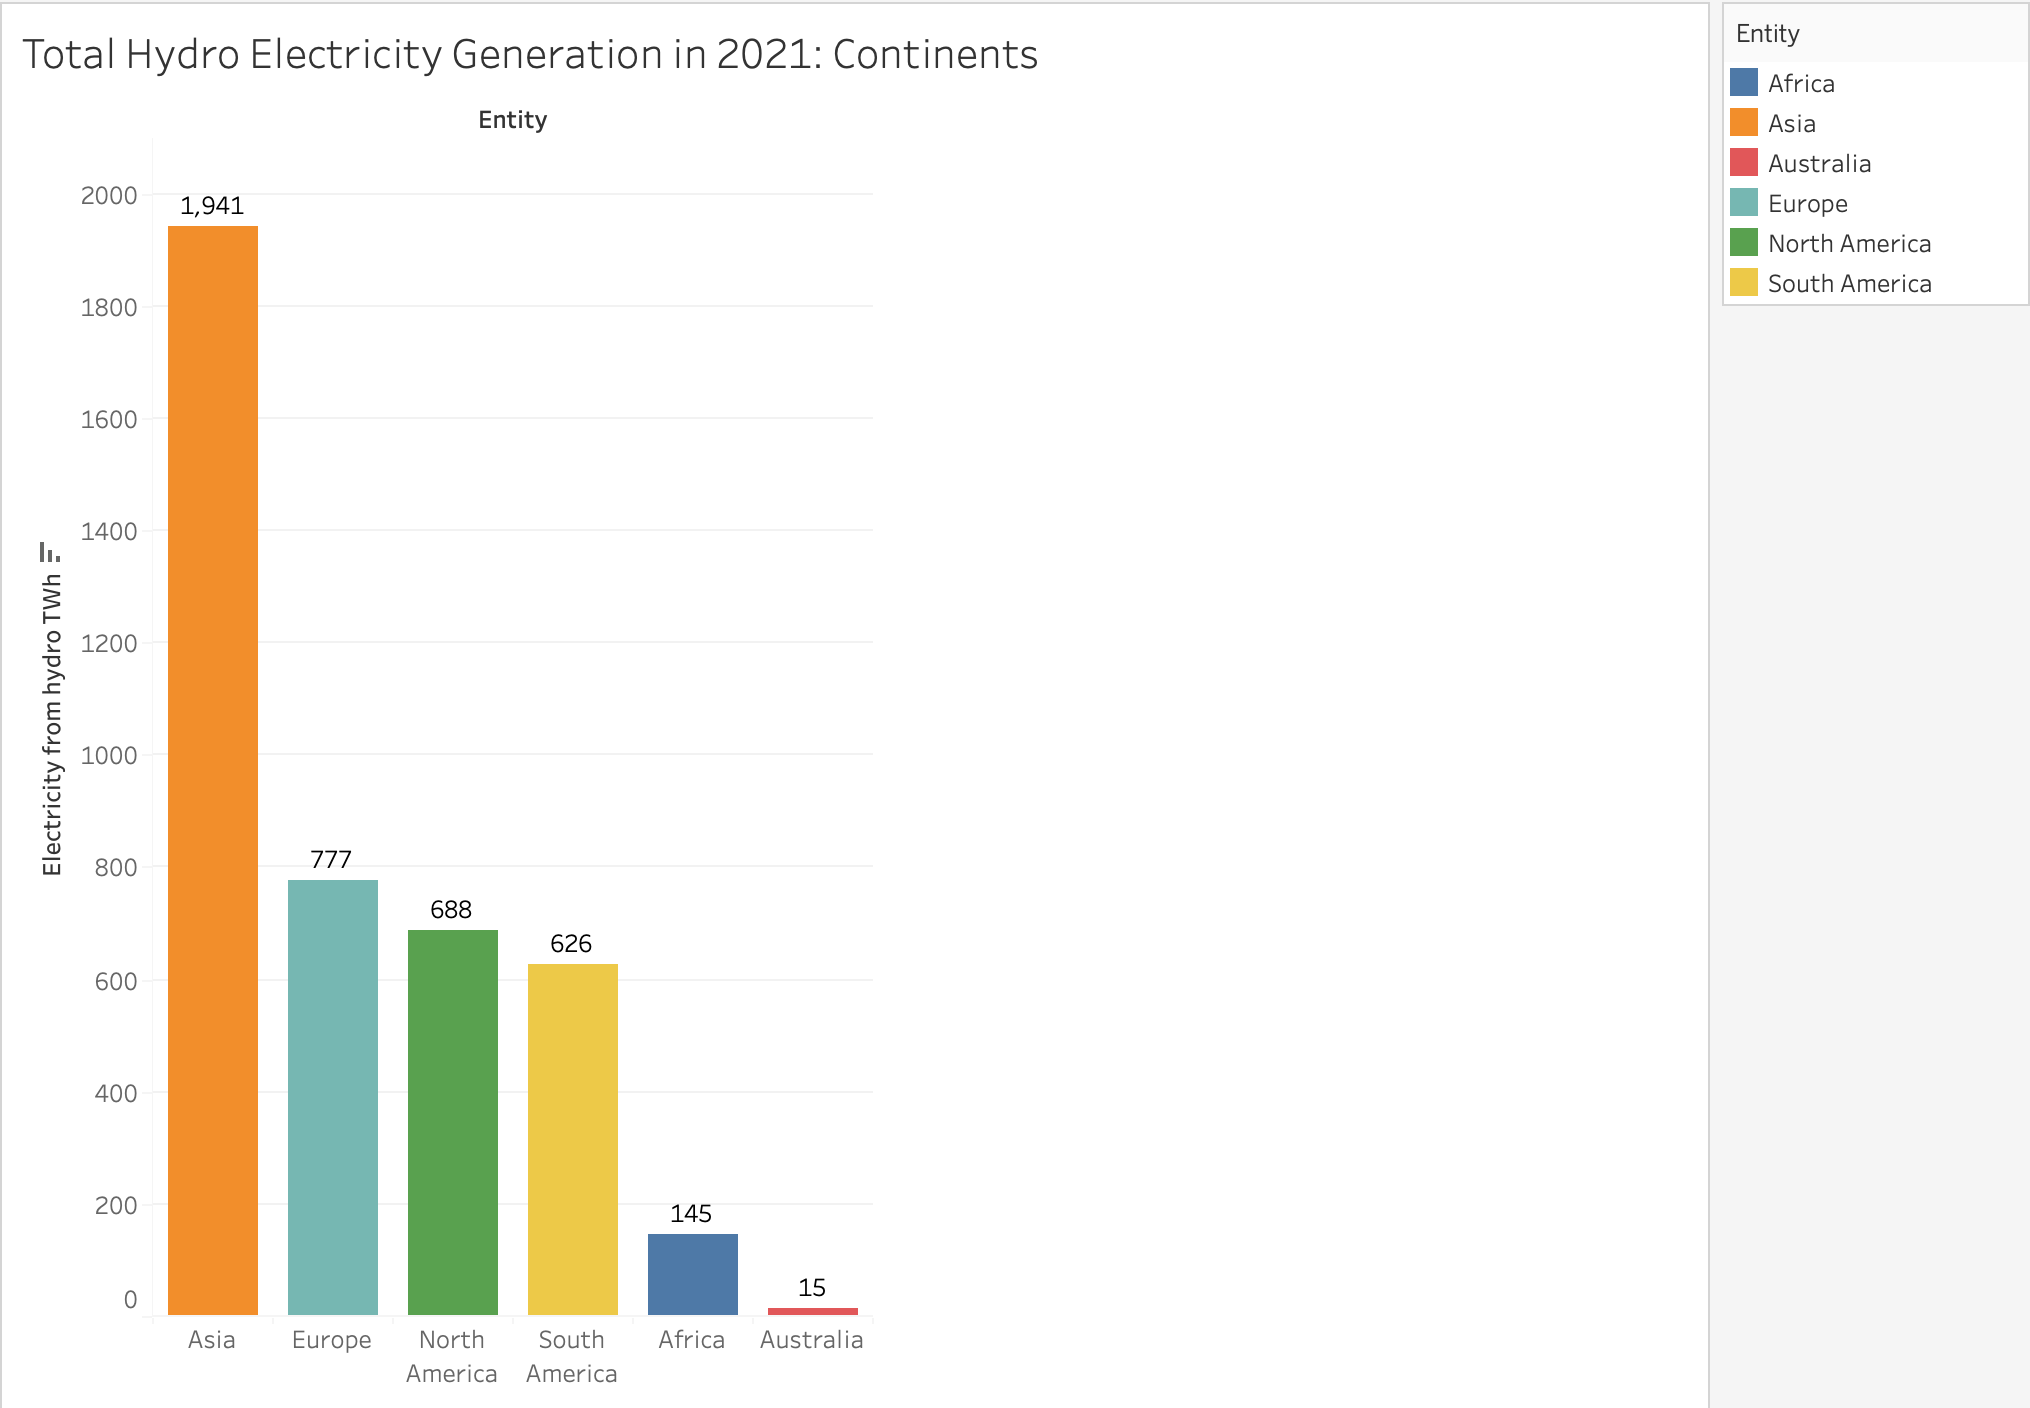 Total Hydro Electricity Generation in 2021: Continents
Entity
2000
1800
1600
1400
1200
1000
800
600
400
200
0
Electricity from hydro TWh
1,941
777
688
626
145
15
Asia
Europe
North
America
South
America
Africa
Australia
Entity
Africa
Asia
Australia
Europe
North America
South America